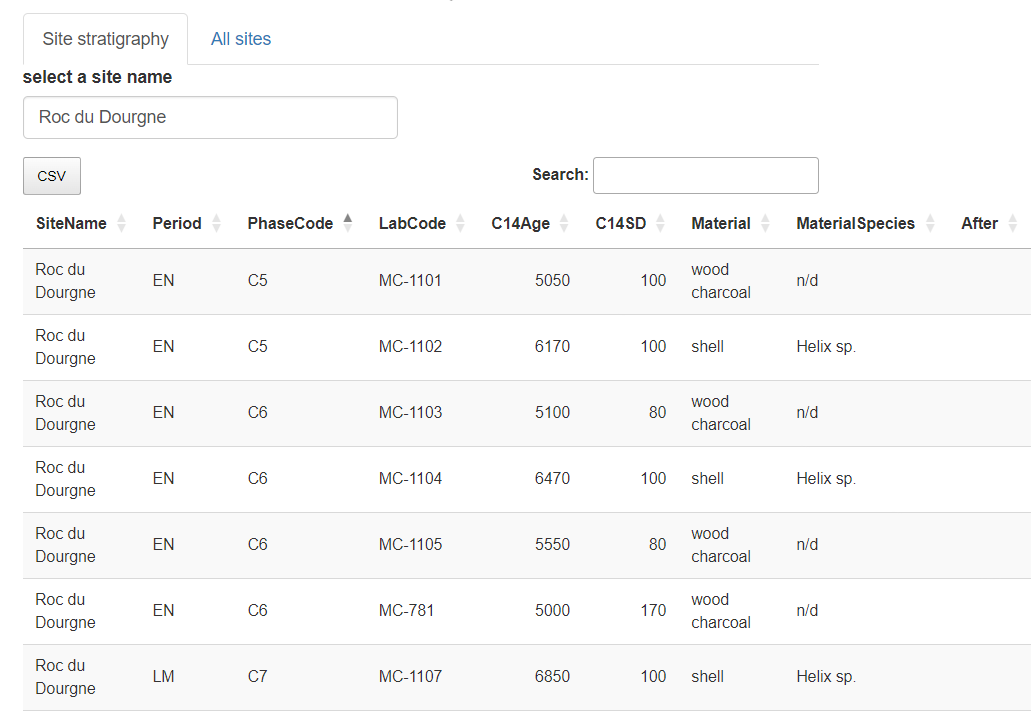 Site stratigraphy All sites
select a site name
Roc du Dourgne
CSV Search:
SiteName Period PhaseCode LabCode C14Age C14SD Material MaterialSpecies After
Roc du Dourgne EN C5 MC-1101 5050 100 wood charcoal n/d
Roc du Dourgne EN C5 MC-1102 6170 100 shell Helix sp.
Roc du Dourgne EN C6 MC-1103 5100 80 wood charcoal n/d
Roc du Dourgne EN C6 MC-1104 6470 100 shell Helix sp.
Roc du Dourgne EN C6 MC-1105 5550 80 wood charcoal n/d
Roc du Dourgne EN C6 MC-781 5000 170 wood charcoal n/d
Roc du Dourgne LM C7 MC-1107 6850 100 shell Helix sp.